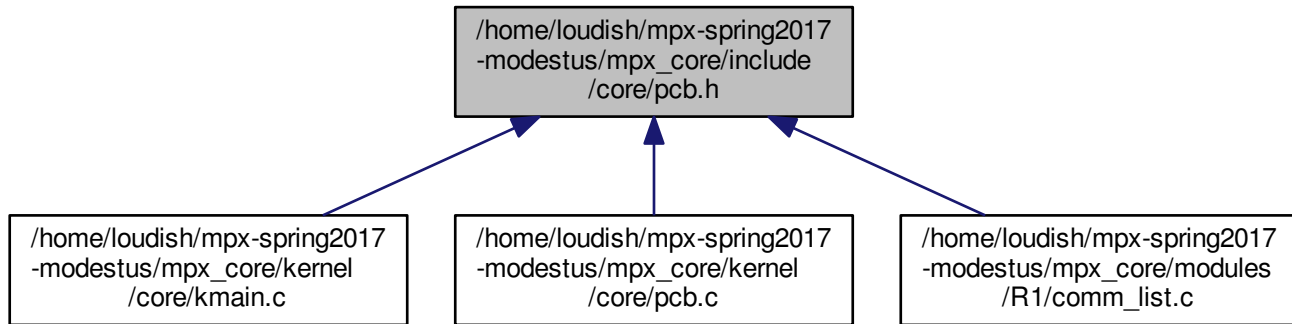 /home/loudish/mpx-spring2017
-modestus/mpx_core/include
/core/pcb.h
/home/loudish/mpx-spring2017
-modestus/mpx_core/kernel
/core/kmain.c
/home/loudish/mpx-spring2017
-modestus/mpx_core/kernel
/core/pcb.c
/home/loudish/mpx-spring2017
-modestus/mpx_core/modules
/R1/comm_list.c